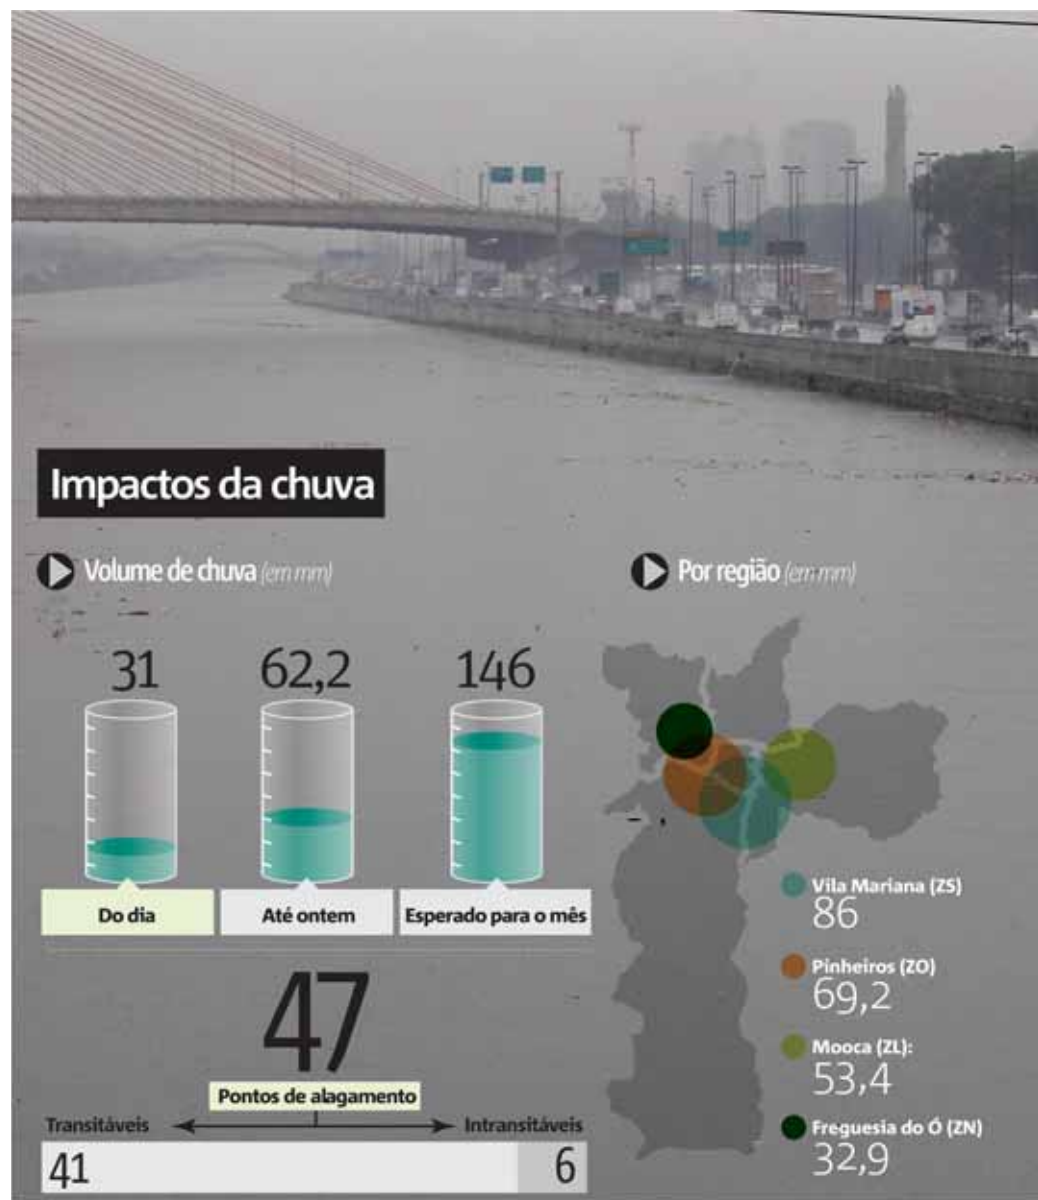 Impactos da chuva
Volume de chuva (em mm)
31
62,2
146
Do dia
Até ontem
Esperado para o mês
47
Pontos de alagamento
Transitáveis
Intransitáveis
41
6
Por região (em mm)
Vila Mariana (ZS)
86
Pinheiros (ZO)
69,2
Mooca (ZL):
53,4
Freguesia do Ó (ZN)
32,9